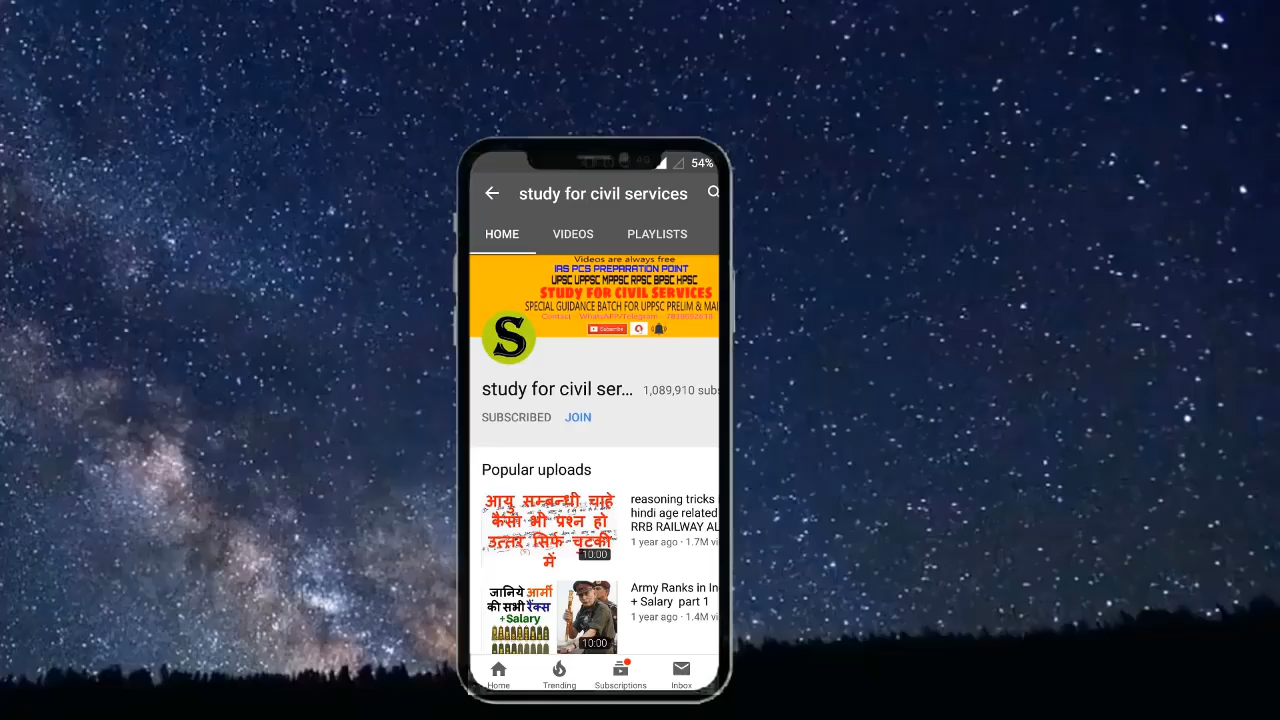 54%
study for civil services
HOME VIDEOS PLAYLISTS
Videos are always free
IAS PCS PREPARATION POINT
UPSC UPPSC MPPSC RPSC BPSC HPSC
STUDY FOR CIVIL SERVICES
SPECIAL GUIDANCE BATCH FOR UPPSC PRELIM & MAI
Contact - WhatsAPP/Telegram -
Subscribe
S
study for civil ser... 1,089,910 subs
SUBSCRIBED JOIN
Popular uploads
आयु सम्बन्धी चाहे
कैसा भी प्रश्न हो
उत्तर सिर्फ चुटकी
में
10:00
reasoning tricks
hindi age related
RRB RAILWAY AL
1 year ago · 1.7M vi
जानिये आर्मी
की सभी रैंक्स
+Salary
10:00
Army Ranks in In
+ Salary part 1
1 year ago · 1.4M vi
Home Trending Subscriptions Inbox